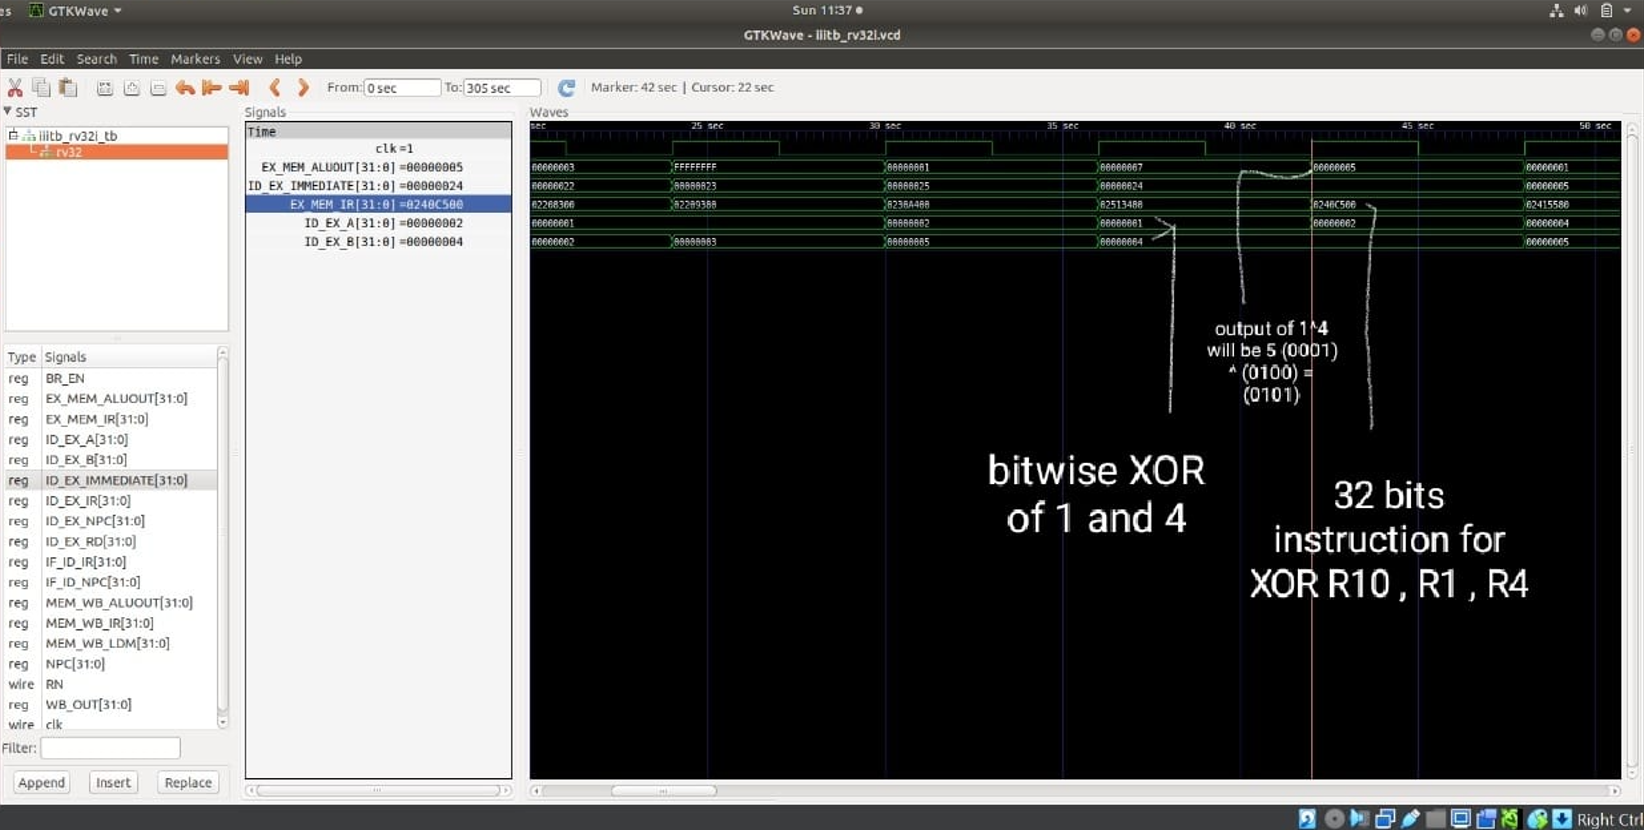 es GTKWave Sun 11:37
GTKWave - iiitb_rv32i.vcd
File Edit Search Time Markers View Help
From: 0 sec To: 305 sec Marker: 42 sec | Cursor: 22 sec
SST
iiitb_rv32i_tb
rv32
Type Signals
reg BR_EN
reg EX_MEM_ALUOUT[31:0]
reg EX_MEM_IR[31:0]
reg ID_EX_A[31:0]
reg ID_EX_B[31:0]
reg ID_EX_IMMEDIATE[31:0]
reg ID_EX_IR[31:0]
reg ID_EX_NPC[31:0]
reg ID_EX_RD[31:0]
reg IF_ID_IR[31:0]
reg IF_ID_NPC[31:0]
reg MEM_WB_ALUOUT[31:0]
reg MEM_WB_IR[31:0]
reg MEM_WB_LDM[31:0]
reg NPC[31:0]
wire RN
reg WB_OUT[31:0]
wire clk
Filter:
Append Insert Replace
Signals
Time
clk =1
EX_MEM_ALUOUT[31:0] =00000005
ID_EX_IMMEDIATE[31:0] =00000024
EX_MEM_IR[31:0] =0240C500
ID_EX_A[31:0] =00000002
ID_EX_B[31:0] =00000004
Waves
sec 25 sec 30 sec 35 sec 40 sec 45 sec 50 sec
00000003 FFFFFFFF 00000001 00000007 00000005 00000001
00000022 00000023 00000025 00000024 00000005
02208300 02209380 0230A400 02513480 0240C500 02415580
00000001 00000002 00000001 00000002 00000004
00000002 00000003 00000005 00000004 00000005
output of 1^4
will be 5 (0001)
^ (0100) =
(0101)
bitwise XOR
of 1 and 4
32 bits
instruction for
XOR R10 , R1 , R4
Right Ctrl